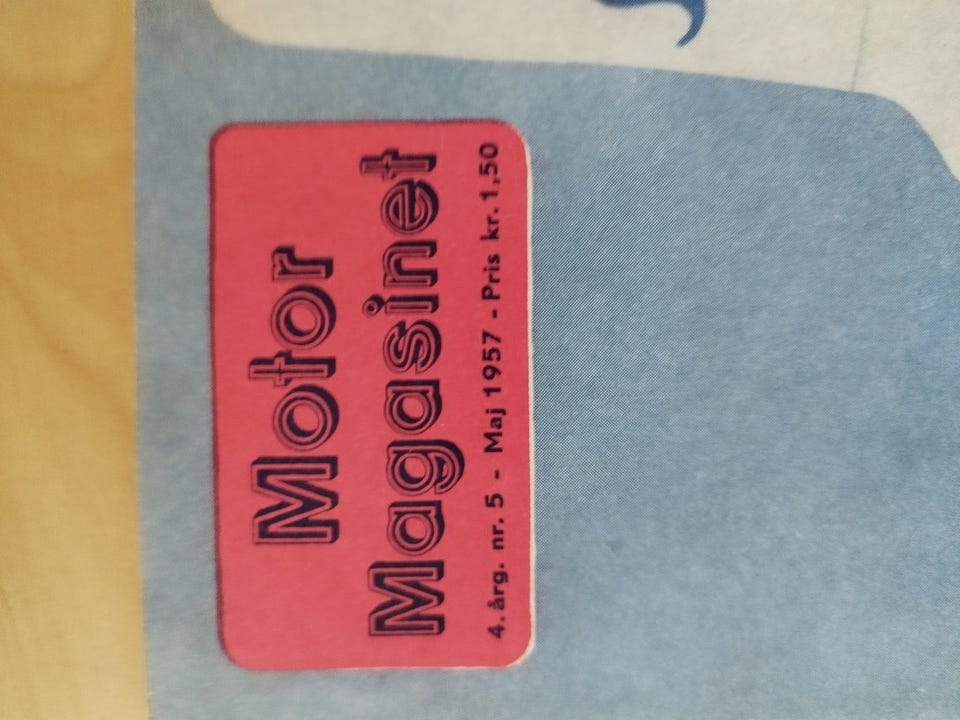 Motor
Magasinet
4. årg. nr. 5 - Maj 1957 - Pris kr. 1,50